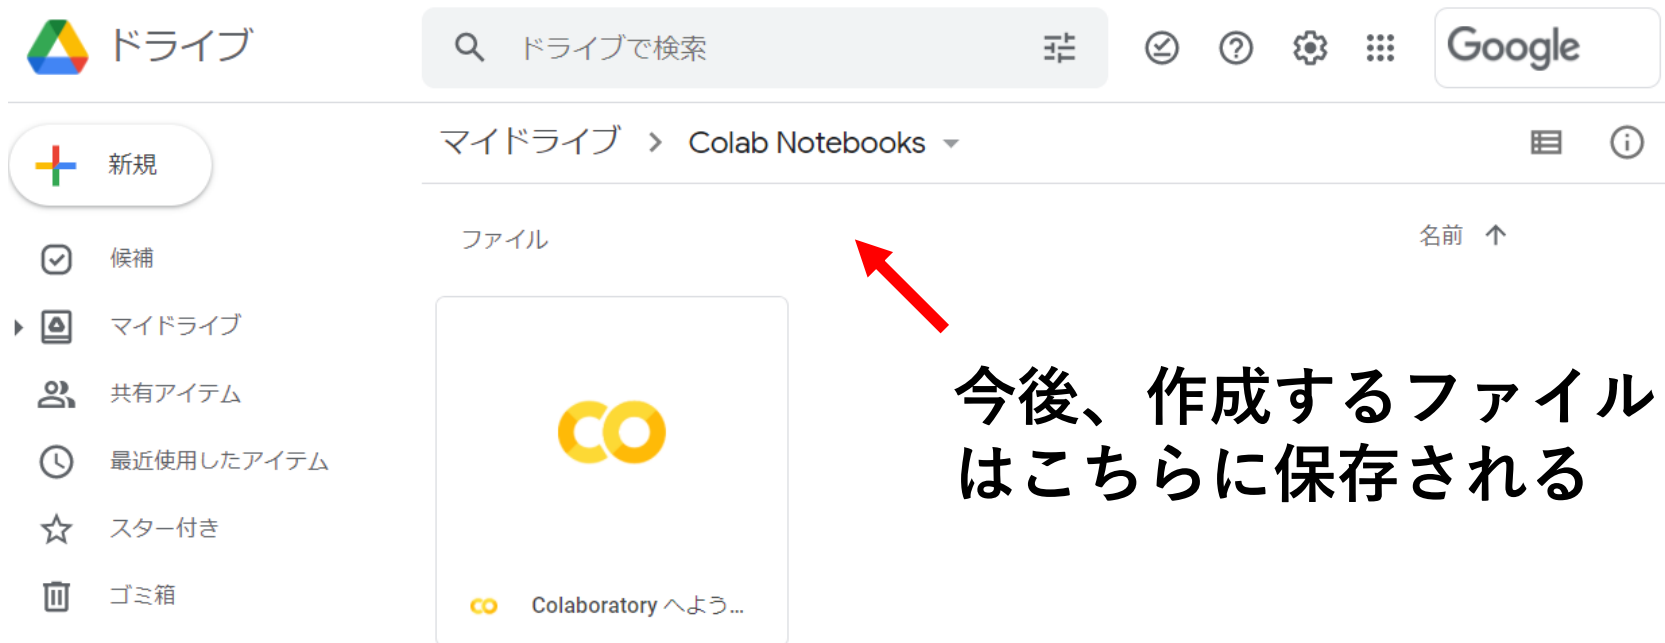 ドライブ
ドライブで検索
Google
新規
マイドライブ
Colab Notebooks
候補
マイドライブ
共有アイテム
最近使用したアイテム
スター付き
ゴミ箱
ファイル
名前
今後、作成するファイル
はこちらに保存される
CO
Colaboratory へよう...